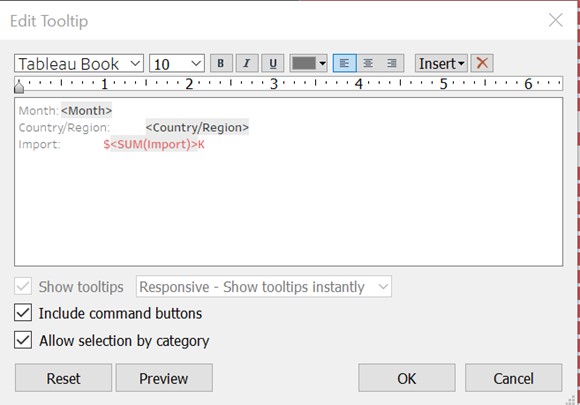 Edit Tooltip
Tableau Book 10 B I U Insert
1 2 3 4 5 6
Month: <Month>
Country/Region: <Country/Region>
Import: $<SUM(Import)>K
Show tooltips Responsive - Show tooltips instantly
Include command buttons
Allow selection by category
Reset Preview OK Cancel